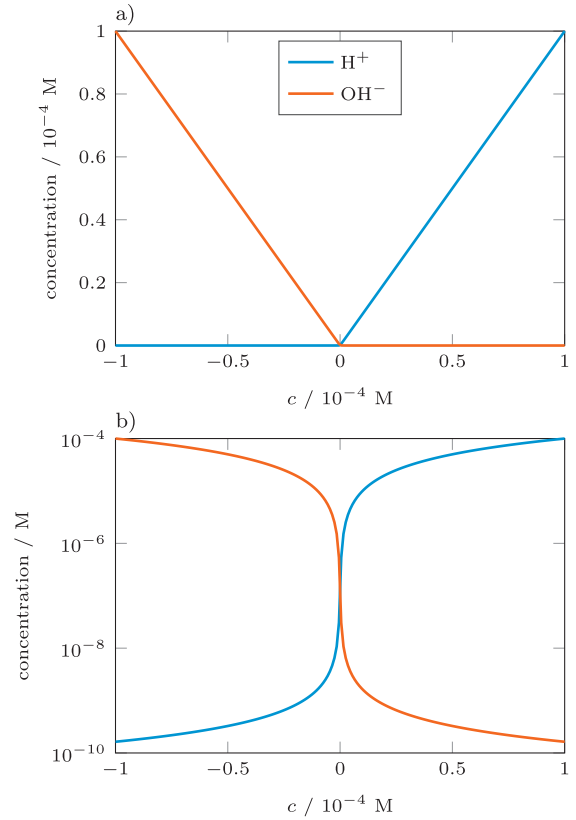 a)
1
0.8
0.6
0.4
0.2
0
concentration / 10⁻⁴ M
H⁺
OH⁻
−1
−0.5
0
0.5
1
c / 10⁻⁴ M
b)
10⁻⁴
10⁻⁶
10⁻⁸
10⁻¹⁰
concentration / M
−1
−0.5
0
0.5
1
c / 10⁻⁴ M